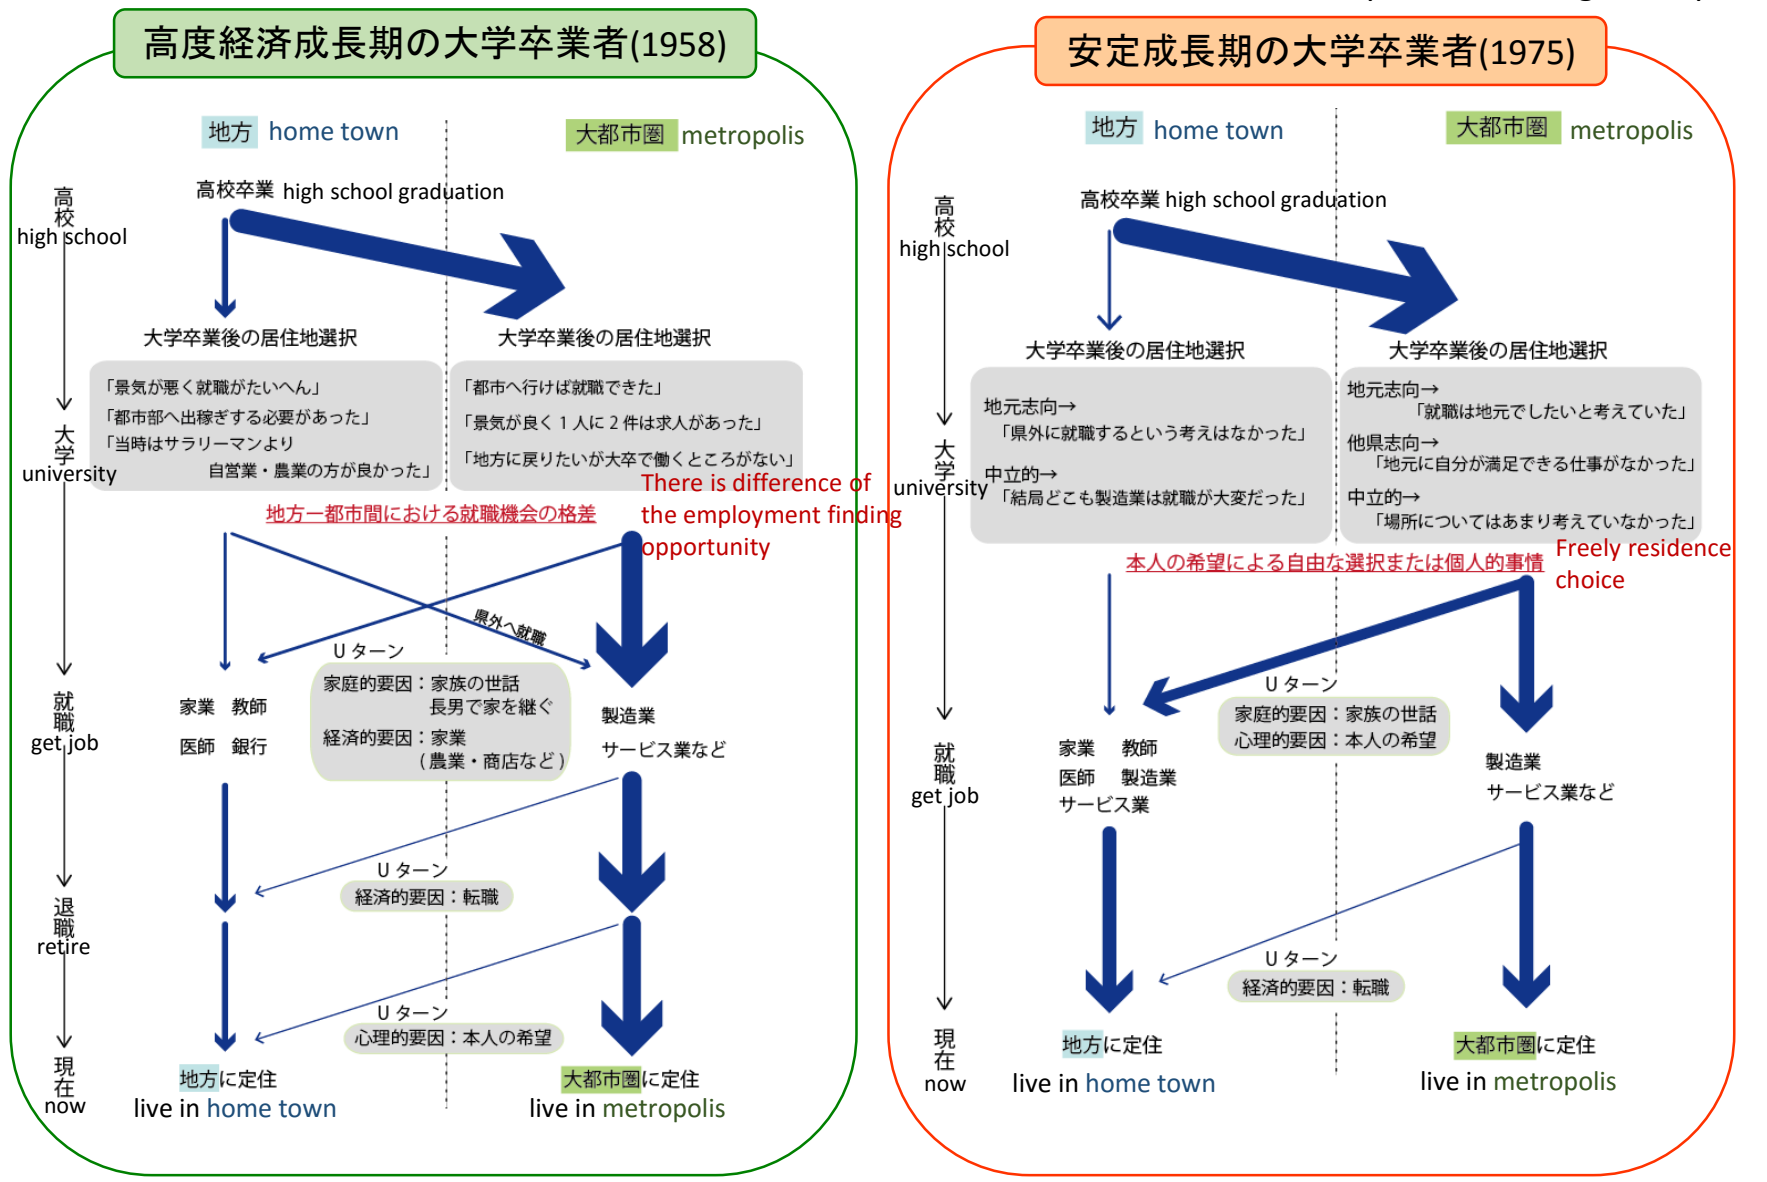 高度経済成長期の大学卒業者(1958)
地方 home town
大都市圏 metropolis
高校卒業 high school graduation
高校
high school
大学卒業後の居住地選択
「景気が悪く就職がたいへん」
「都市部へ出稼ぎする必要があった」
「当時はサラリーマンより
自営業・農業の方が良かった」
大学卒業後の居住地選択
「都市へ行けば就職できた」
「景気が良く1人に2件は求人があった」
「地方に戻りたいが大卒で働くところがない」
大学
university
地方ー都市間における就職機会の格差
There is difference of
the employment finding
opportunity
県外へ就職
Uターン
家庭的要因：家族の世話
長男で家を継ぐ
経済的要因：家業
(農業・商店など)
就職
get job
家業 教師
医師 銀行
製造業
サービス業など
Uターン
経済的要因：転職
退職
retire
Uターン
心理的要因：本人の希望
現在
now
地方に定住
live in home town
大都市圏に定住
live in metropolis
安定成長期の大学卒業者(1975)
地方 home town
大都市圏 metropolis
高校卒業 high school graduation
高校
high school
大学卒業後の居住地選択
地元志向→
「県外に就職するという考えはなかった」
中立的→
「結局どこも製造業は就職が大変だった」
大学卒業後の居住地選択
地元志向→
「就職は地元でしたいと考えていた」
他県志向→
「地元に自分が満足できる仕事がなかった」
中立的→
「場所についてはあまり考えていなかった」
大学
university
本人の希望による自由な選択または個人的事情
Freely residence
choice
Uターン
家庭的要因：家族の世話
心理的要因：本人の希望
就職
get job
家業 教師
医師 製造業
サービス業
製造業
サービス業など
Uターン
経済的要因：転職
現在
now
地方に定住
live in home town
大都市圏に定住
live in metropolis